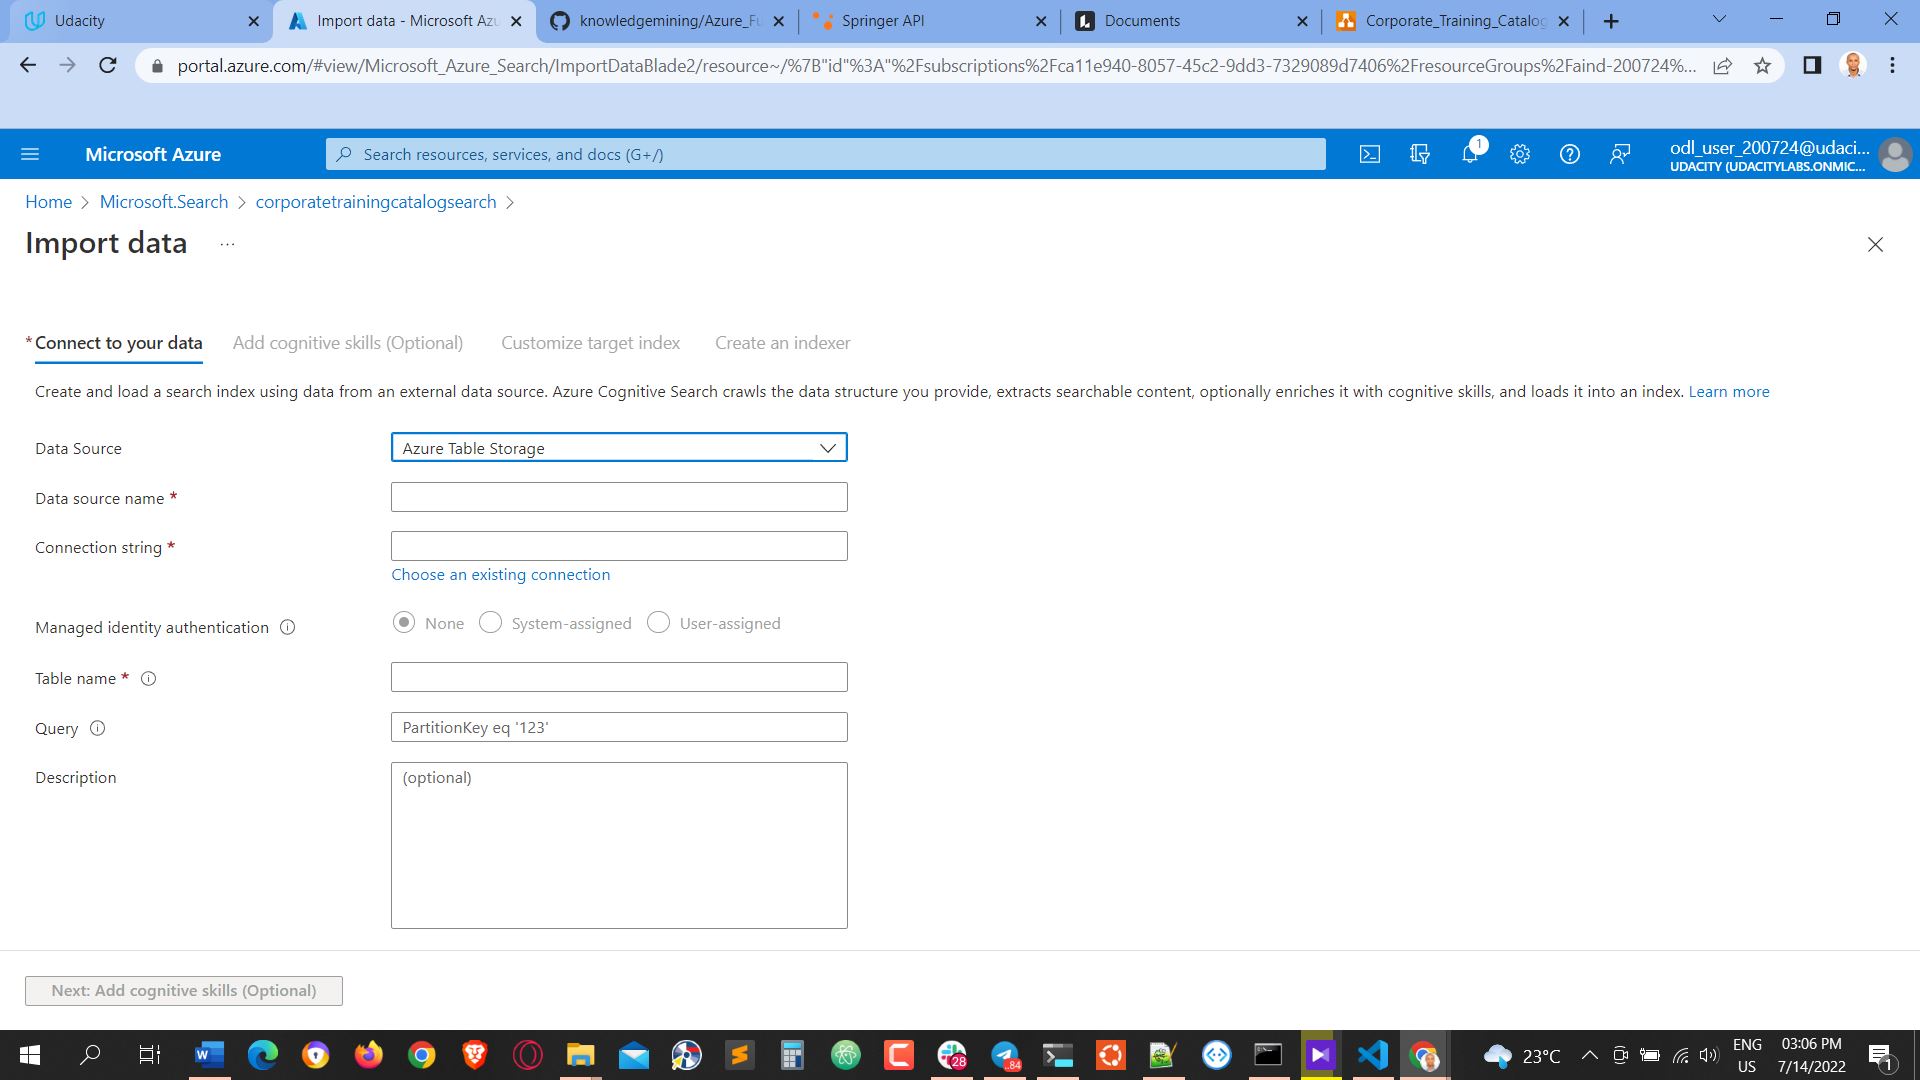 Udacity
Import data - Microsoft Azu
knowledgemining/Azure_Fu
Springer API
Documents
Corporate_Training_Catalog
portal.azure.com/#view/Microsoft_Azure_Search/ImportDataBlade2/resource~/%7B"id"%3A"%2Fsubscriptions%2Fca11e940-8057-45c2-9dd3-7329089d7406%2FresourceGroups%2Faind-200724%...
Microsoft Azure
Search resources, services, and docs (G+/)
1
odl_user_200724@udaci...
UDACITY (UDACITYLABS.ONMIC...
Home > Microsoft.Search > corporatetrainingcatalogsearch >
Import data ...
* Connect to your data
Add cognitive skills (Optional)
Customize target index
Create an indexer
Create and load a search index using data from an external data source. Azure Cognitive Search crawls the data structure you provide, extracts searchable content, optionally enriches it with cognitive skills, and loads it into an index. Learn more
Data Source
Azure Table Storage
Data source name *
Connection string *
Choose an existing connection
Managed identity authentication
None
System-assigned
User-assigned
Table name *
Query
PartitionKey eq '123'
Description
(optional)
Next: Add cognitive skills (Optional)
28
84
23°C
ENG
US
03:06 PM
7/14/2022
1